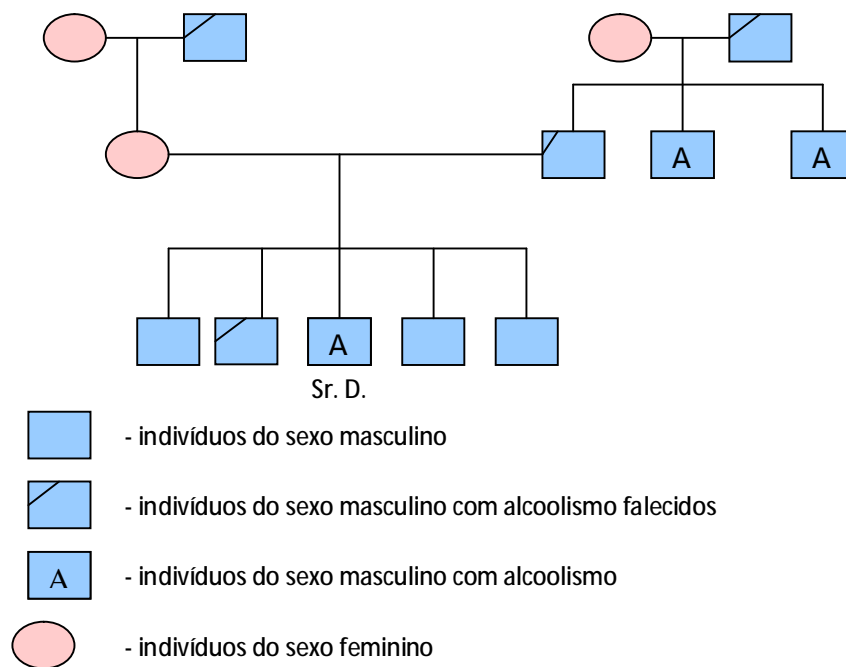 A A
A
Sr. D.
- indivíduos do sexo masculino
- indivíduos do sexo masculino com alcoolismo falecidos
A - indivíduos do sexo masculino com alcoolismo
- indivíduos do sexo feminino